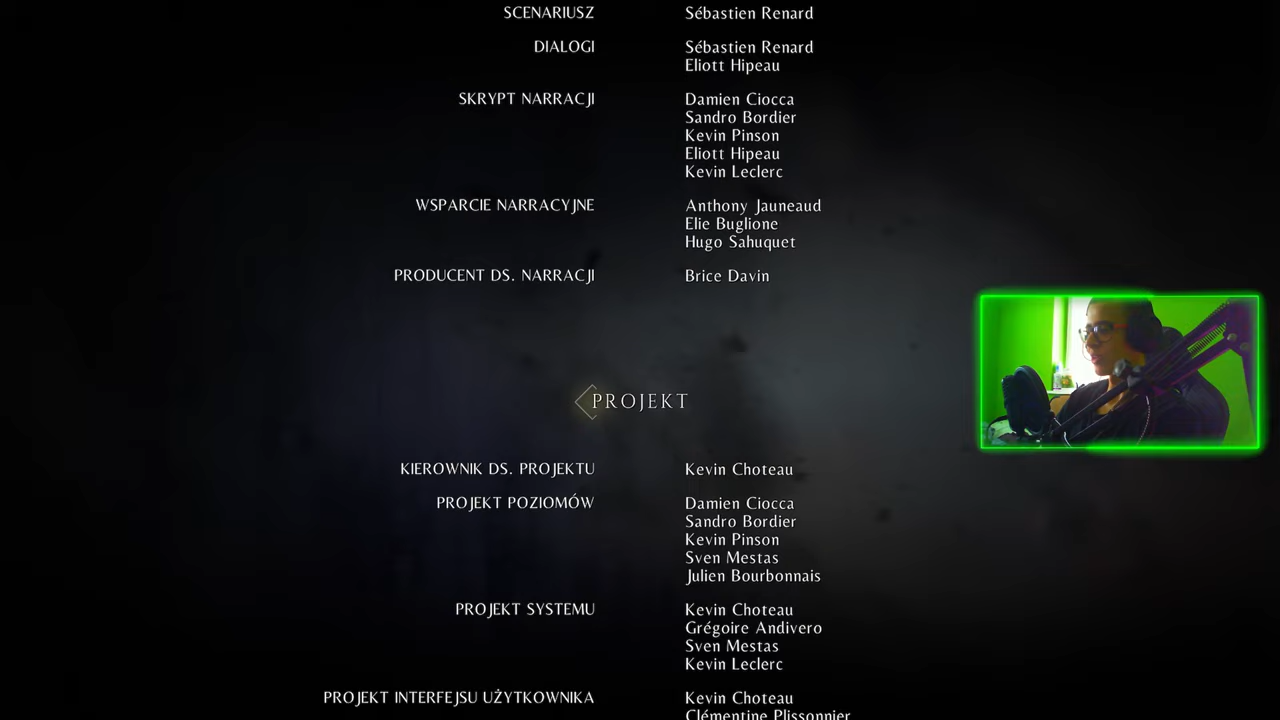 SCENARIUSZ Sébastien Renard
DIALOGI Sébastien Renard
Eliott Hipeau
SKRYPT NARRACJI Damien Ciocca
Sandro Bordier
Kevin Pinson
Eliott Hipeau
Kevin Leclerc
WSPARCIE NARRACYJNE Anthony Jauneaud
Elie Buglione
Hugo Sahuquet
PRODUCENT DS. NARRACJI Brice Davin
PROJEKT
KIEROWNIK DS. PROJEKTU Kevin Choteau
PROJEKT POZIOMÓW Damien Ciocca
Sandro Bordier
Kevin Pinson
Sven Mestas
Julien Bourbonnais
PROJEKT SYSTEMU Kevin Choteau
Grégoire Andivero
Sven Mestas
Kevin Leclerc
PROJEKT INTERFEJSU UŻYTKOWNIKA Kevin Choteau
Clémentine Plissonnier